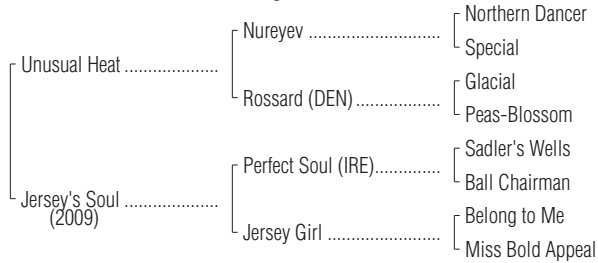 Northern Dancer
Nureyev ............................
Special
Unusual Heat ....................
Glacial
Rossard (DEN) ..................
Peas-Blossom
Sadler's Wells
Perfect Soul (IRE)..............
Ball Chairman
Jersey's Soul ....................
(2009)
Belong to Me
Jersey Girl ........................
Miss Bold Appeal